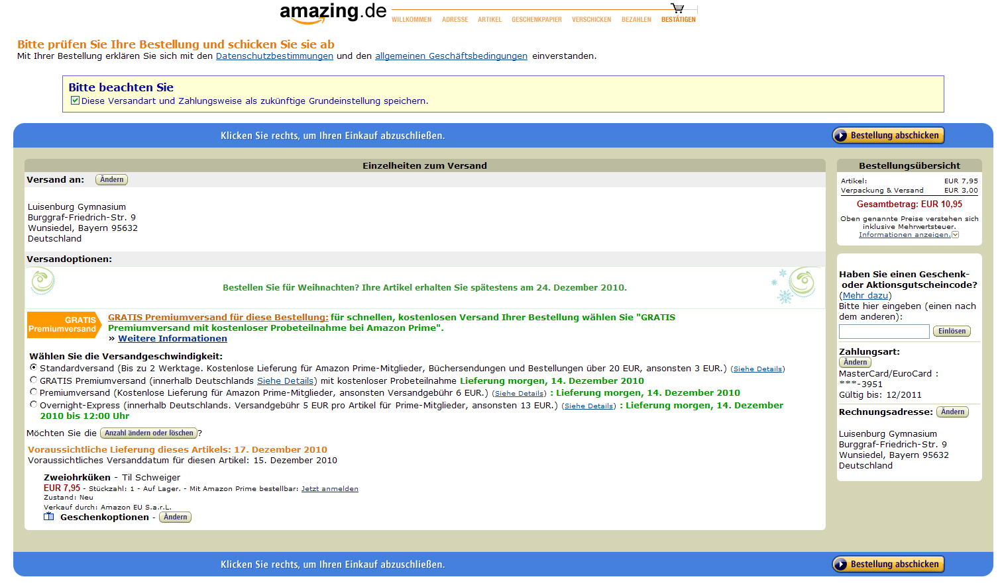 amazing.de
WILLKOMMEN ADRESSE ARTIKEL GESCHENKPAPIER VERSCHICKEN BEZAHLEN BESTÄTIGEN
Bitte prüfen Sie Ihre Bestellung und schicken Sie sie ab
Mit Ihrer Bestellung erklären Sie sich mit den Datenschutzbestimmungen und den allgemeinen Geschäftsbedingungen einverstanden.
Bitte beachten Sie
Diese Versandart und Zahlungsweise als zukünftige Grundeinstellung speichern.
Klicken Sie rechts, um Ihren Einkauf abzuschließen.
Bestellung abschicken
Einzelheiten zum Versand
Versand an: Ändern
Luisenburg Gymnasium
Burggraf-Friedrich-Str. 9
Wunsiedel, Bayern 95632
Deutschland
Versandoptionen:
Bestellen Sie für Weihnachten? Ihre Artikel erhalten Sie spätestens am 24. Dezember 2010.
GRATIS
Premiumversand
GRATIS Premiumversand für diese Bestellung: für schnellen, kostenlosen Versand Ihrer Bestellung wählen Sie "GRATIS
Premiumversand mit kostenloser Probeteilnahme bei Amazon Prime".
» Weitere Informationen
Wählen Sie die Versandgeschwindigkeit:
Standardversand (Bis zu 2 Werktage. Kostenlose Lieferung für Amazon Prime-Mitglieder, Büchersendungen und Bestellungen über 20 EUR, ansonsten 3 EUR.) (Siehe Details)
GRATIS Premiumversand (innerhalb Deutschlands Siehe Details) mit kostenloser Probeteilnahme Lieferung morgen, 14. Dezember 2010
Premiumversand (Kostenlose Lieferung für Amazon Prime-Mitglieder, ansonsten Versandgebühr 6 EUR.) (Siehe Details) : Lieferung morgen, 14. Dezember 2010
Overnight-Express (innerhalb Deutschlands. Versandgebühr 5 EUR pro Artikel für Prime-Mitglieder, ansonsten 13 EUR.) (Siehe Details) : Lieferung morgen, 14. Dezember
2010 bis 12:00 Uhr
Möchten Sie die Anzahl ändern oder löschen?
Voraussichtliche Lieferung dieses Artikels: 17. Dezember 2010
Voraussichtliches Versanddatum für diesen Artikel: 15. Dezember 2010
Zweiohrküken - Til Schweiger
EUR 7,95 - Stückzahl: 1 - Auf Lager. - Mit Amazon Prime bestellbar: Jetzt anmelden
Zustand: Neu
Verkauf durch: Amazon EU S.a.r.L.
Geschenkoptionen - Ändern
Bestellungsübersicht
Artikel: EUR 7,95
Verpackung & Versand EUR 3,00
Gesamtbetrag: EUR 10,95
Oben genannte Preise verstehen sich
inklusive Mehrwertsteuer.
Informationen anzeigen.
Haben Sie einen Geschenk-
oder Aktionsgutscheincode?
(Mehr dazu)
Bitte hier eingeben (einen nach
dem anderen):
Einlösen
Zahlungsart:
Ändern
MasterCard/EuroCard :
***-3951
Gültig bis: 12/2011
Rechnungsadresse: Ändern
Luisenburg Gymnasium
Burggraf-Friedrich-Str. 9
Wunsiedel, Bayern 95632
Deutschland
Klicken Sie rechts, um Ihren Einkauf abzuschließen.
Bestellung abschicken